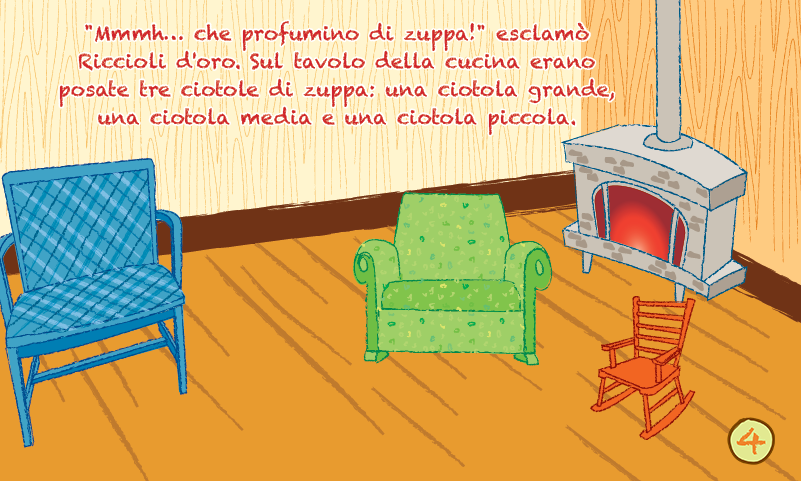 "Mmmh... che profumino di zuppa!" esclamò
Riccioli d'oro. Sul tavolo della cucina erano
posate tre ciotole di zuppa: una ciotola grande,
una ciotola media e una ciotola piccola.
4